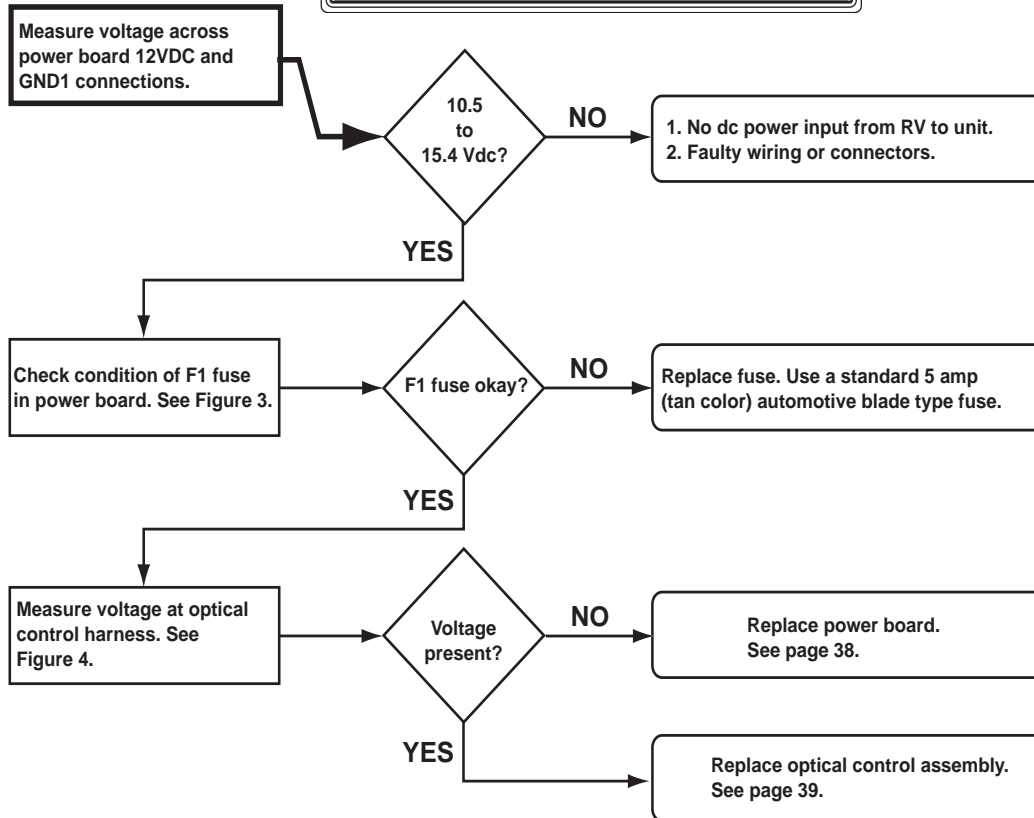 Measure voltage across
power board 12VDC and
GND1 connections.
10.5
to
15.4 Vdc?
NO
1. No dc power input from RV to unit.
2. Faulty wiring or connectors.
YES
Check condition of F1 fuse
in power board. See Figure 3.
F1 fuse okay?
NO
Replace fuse. Use a standard 5 amp
(tan color) automotive blade type fuse.
YES
Measure voltage at optical
control harness. See
Figure 4.
Voltage
present?
NO
Replace power board.
See page 38.
YES
Replace optical control assembly.
See page 39.